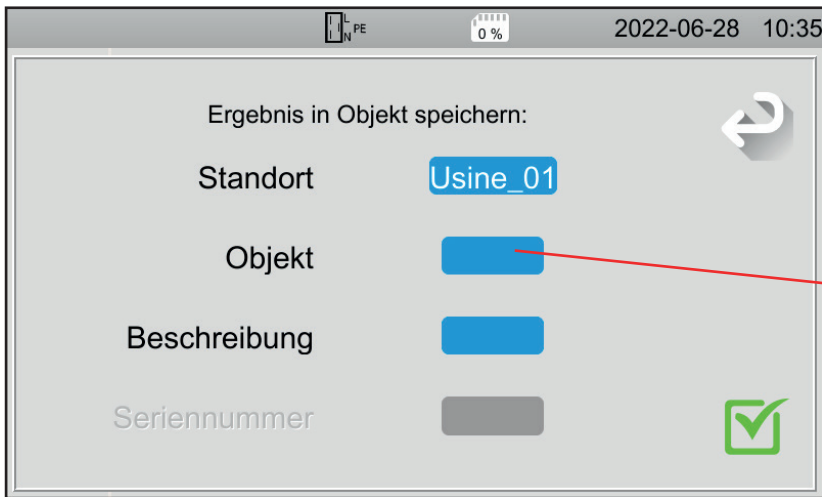 L
N PE
0 %
2022-06-28 10:35
Ergebnis in Objekt speichern:
Standort Usine_01
Objekt
Beschreibung
Seriennummer